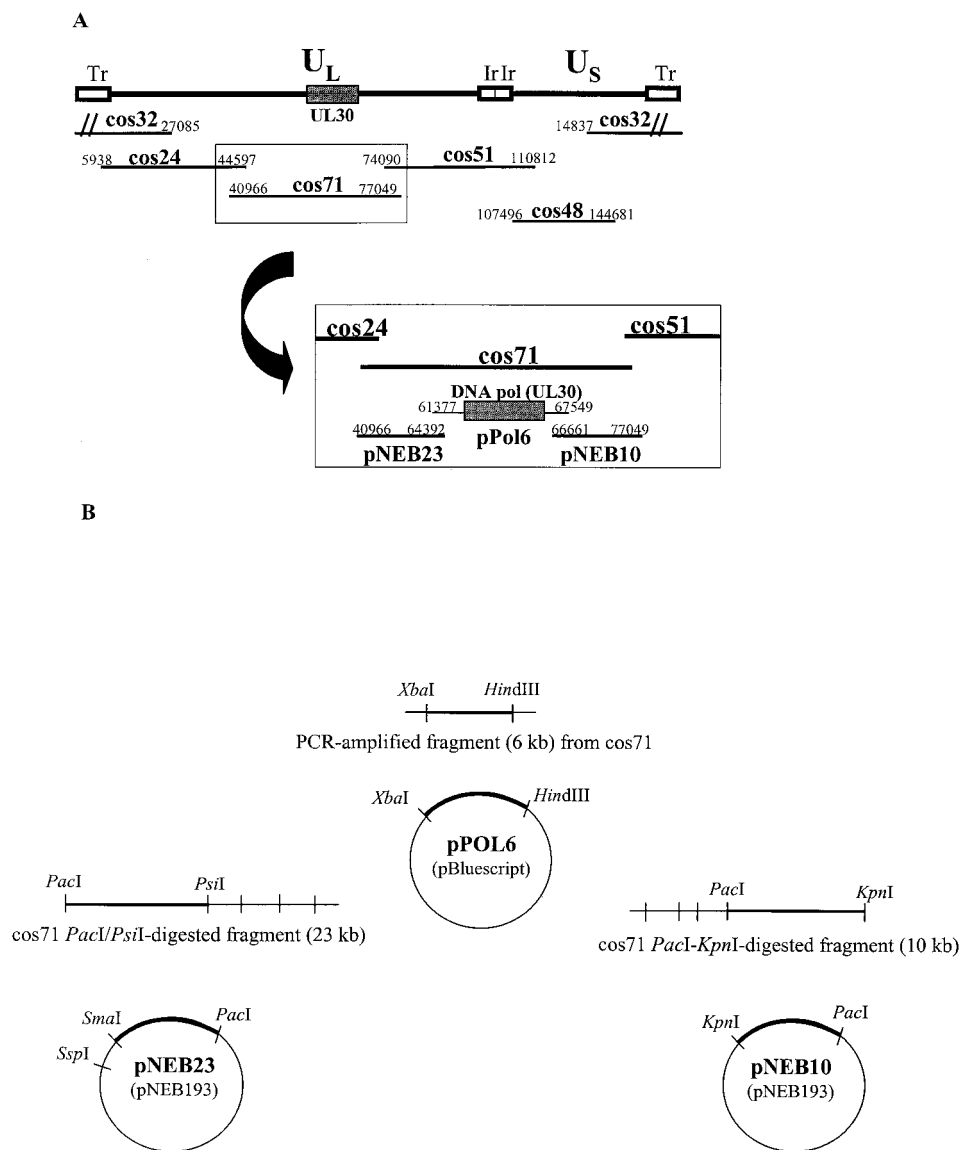 A
U_L U_S
Tr Ir Ir Tr
UL30
cos32 27085 14837 cos32
5938 cos24 44597 74090 cos51 110812
40966 cos71 77049
107496 cos48 144681
cos24 cos51
cos71
DNA pol (UL30)
61377 67549
pPol6
40966 64392 66661 77049
pNEB23 pNEB10
B
XbaI HindIII
PCR-amplified fragment (6 kb) from cos71
XbaI HindIII
pPOL6
(pBluescript)
PacI PsiI PacI KpnI
cos71 PacI/PsiI-digested fragment (23 kb) cos71 PacI-KpnI-digested fragment (10 kb)
SmaI PacI KpnI PacI
SspI
pNEB23 pNEB10
(pNEB193) (pNEB193)